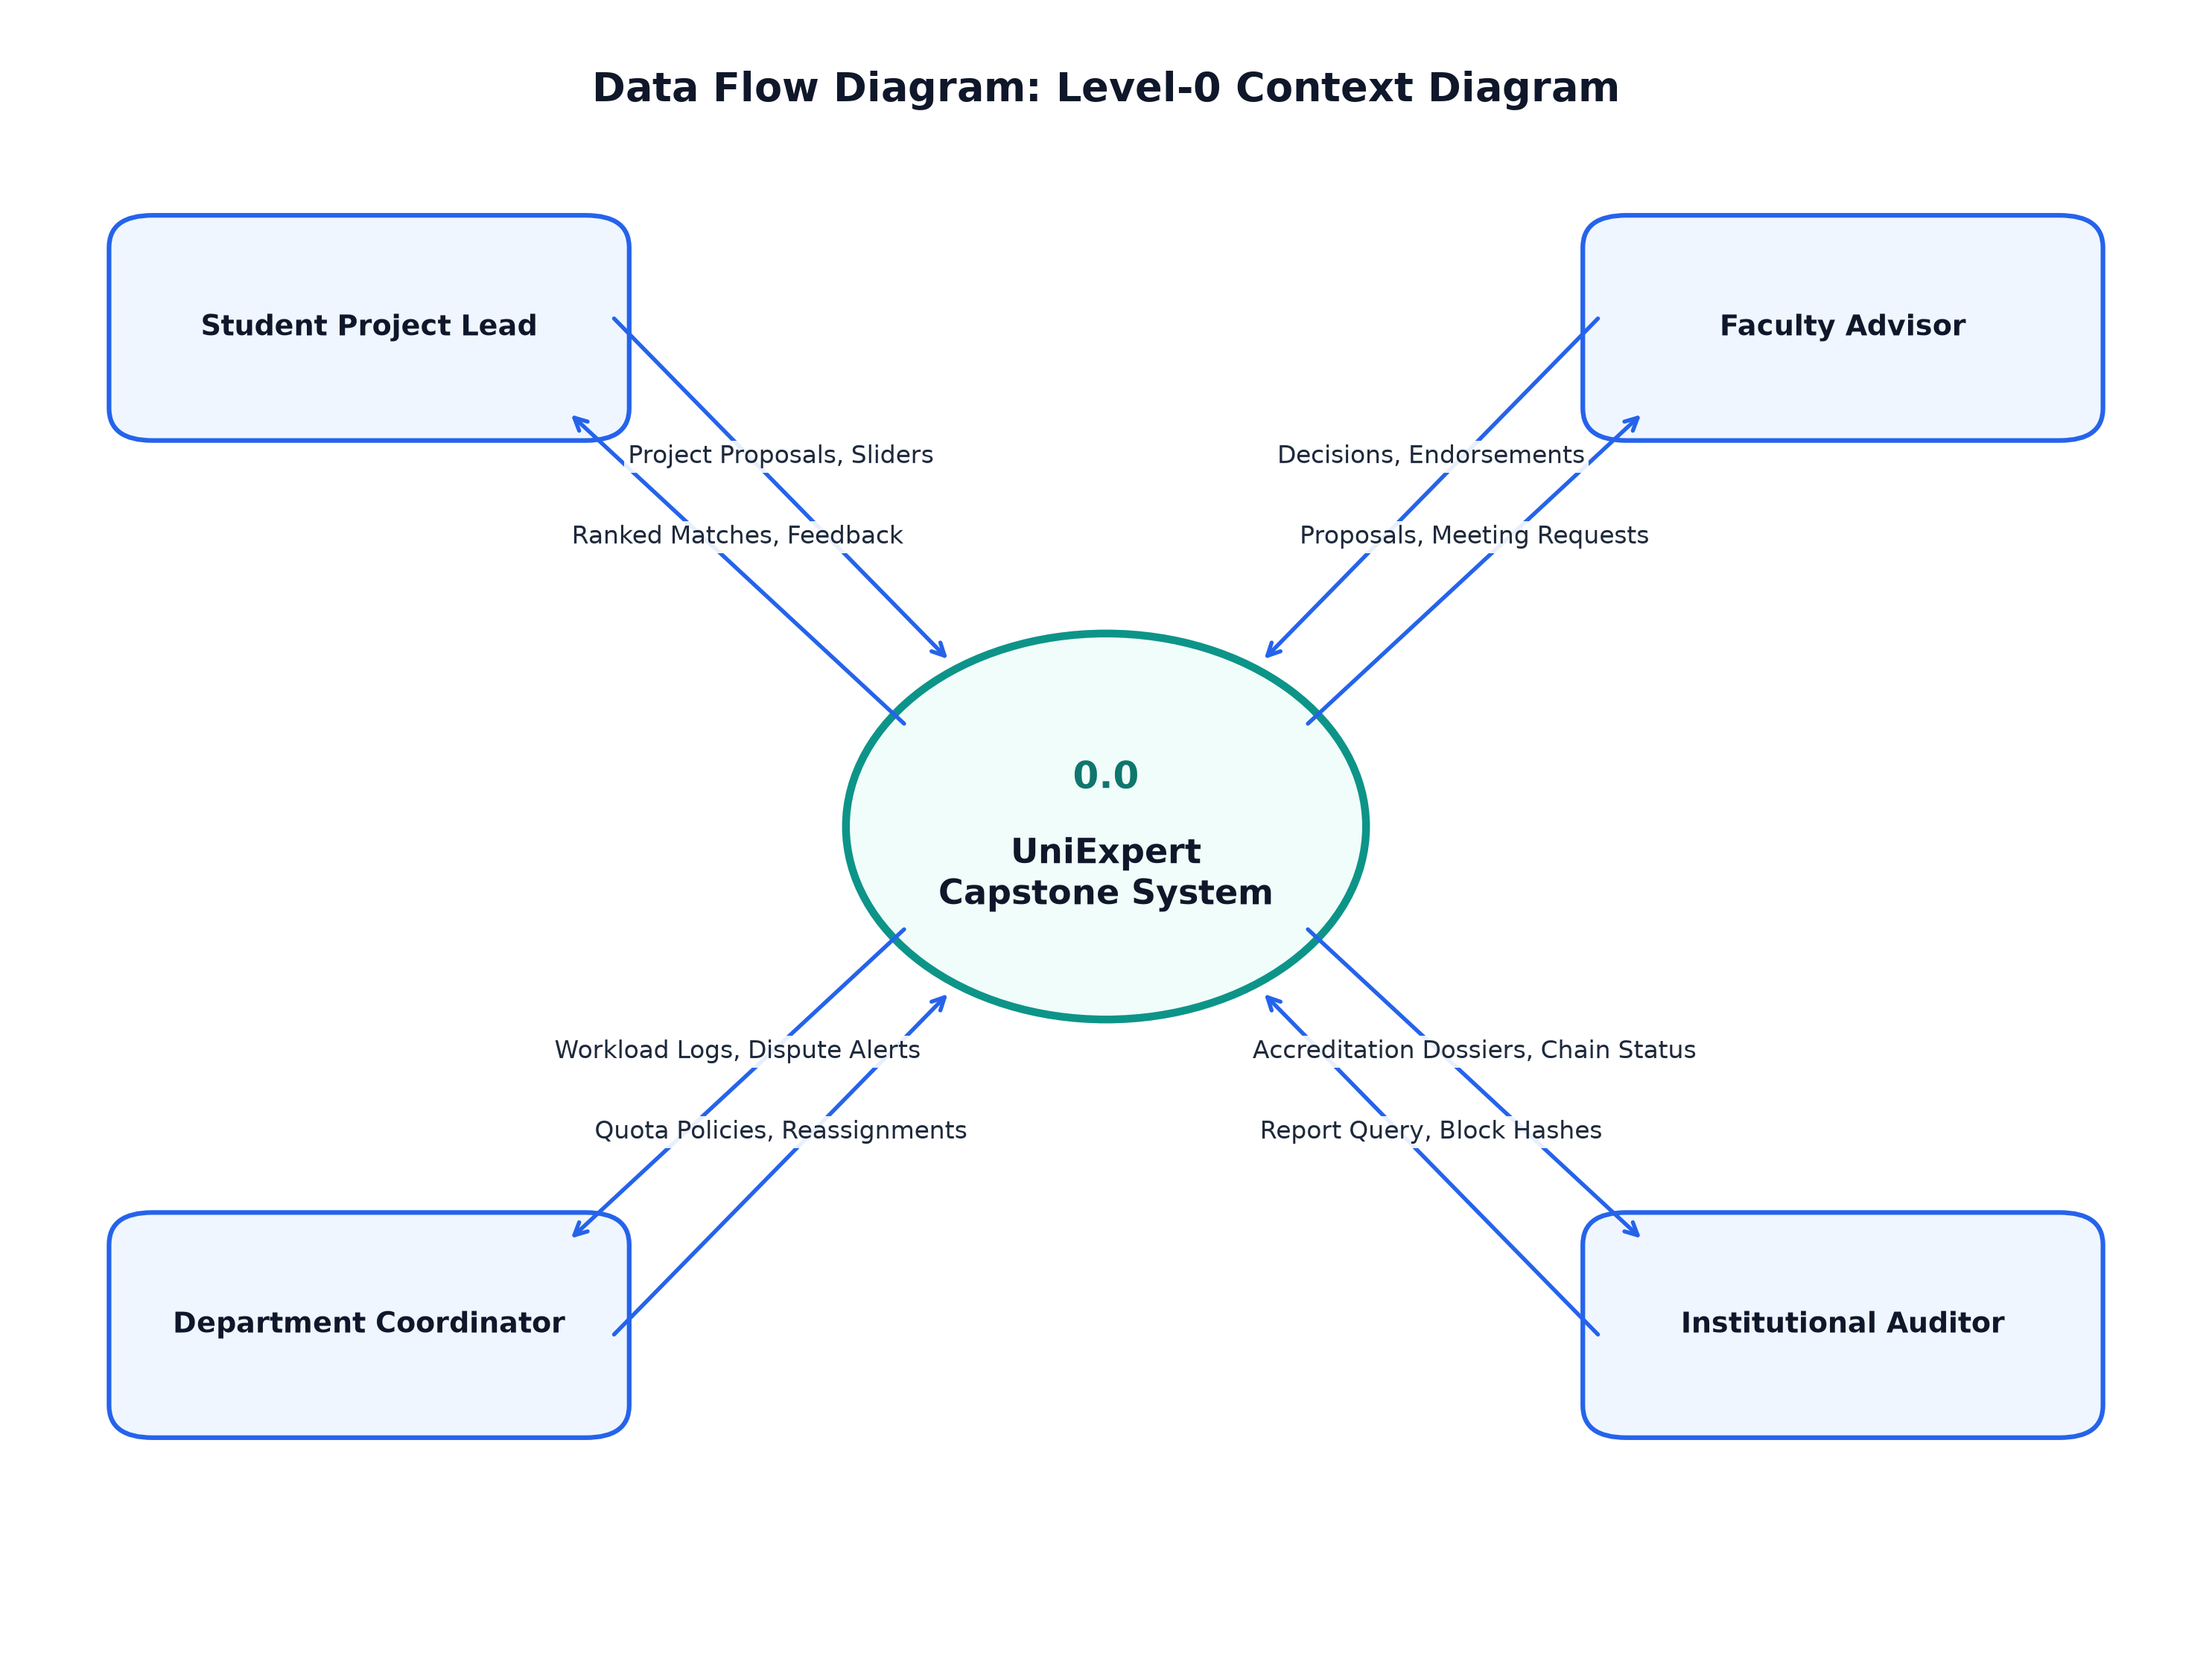 Data Flow Diagram: Level-0 Context Diagram
Student Project Lead
Faculty Advisor
Project Proposals, Sliders
Decisions, Endorsements
Ranked Matches, Feedback
Proposals, Meeting Requests
0.0
UniExpert
Capstone System
Workload Logs, Dispute Alerts
Accreditation Dossiers, Chain Status
Quota Policies, Reassignments
Report Query, Block Hashes
Department Coordinator
Institutional Auditor